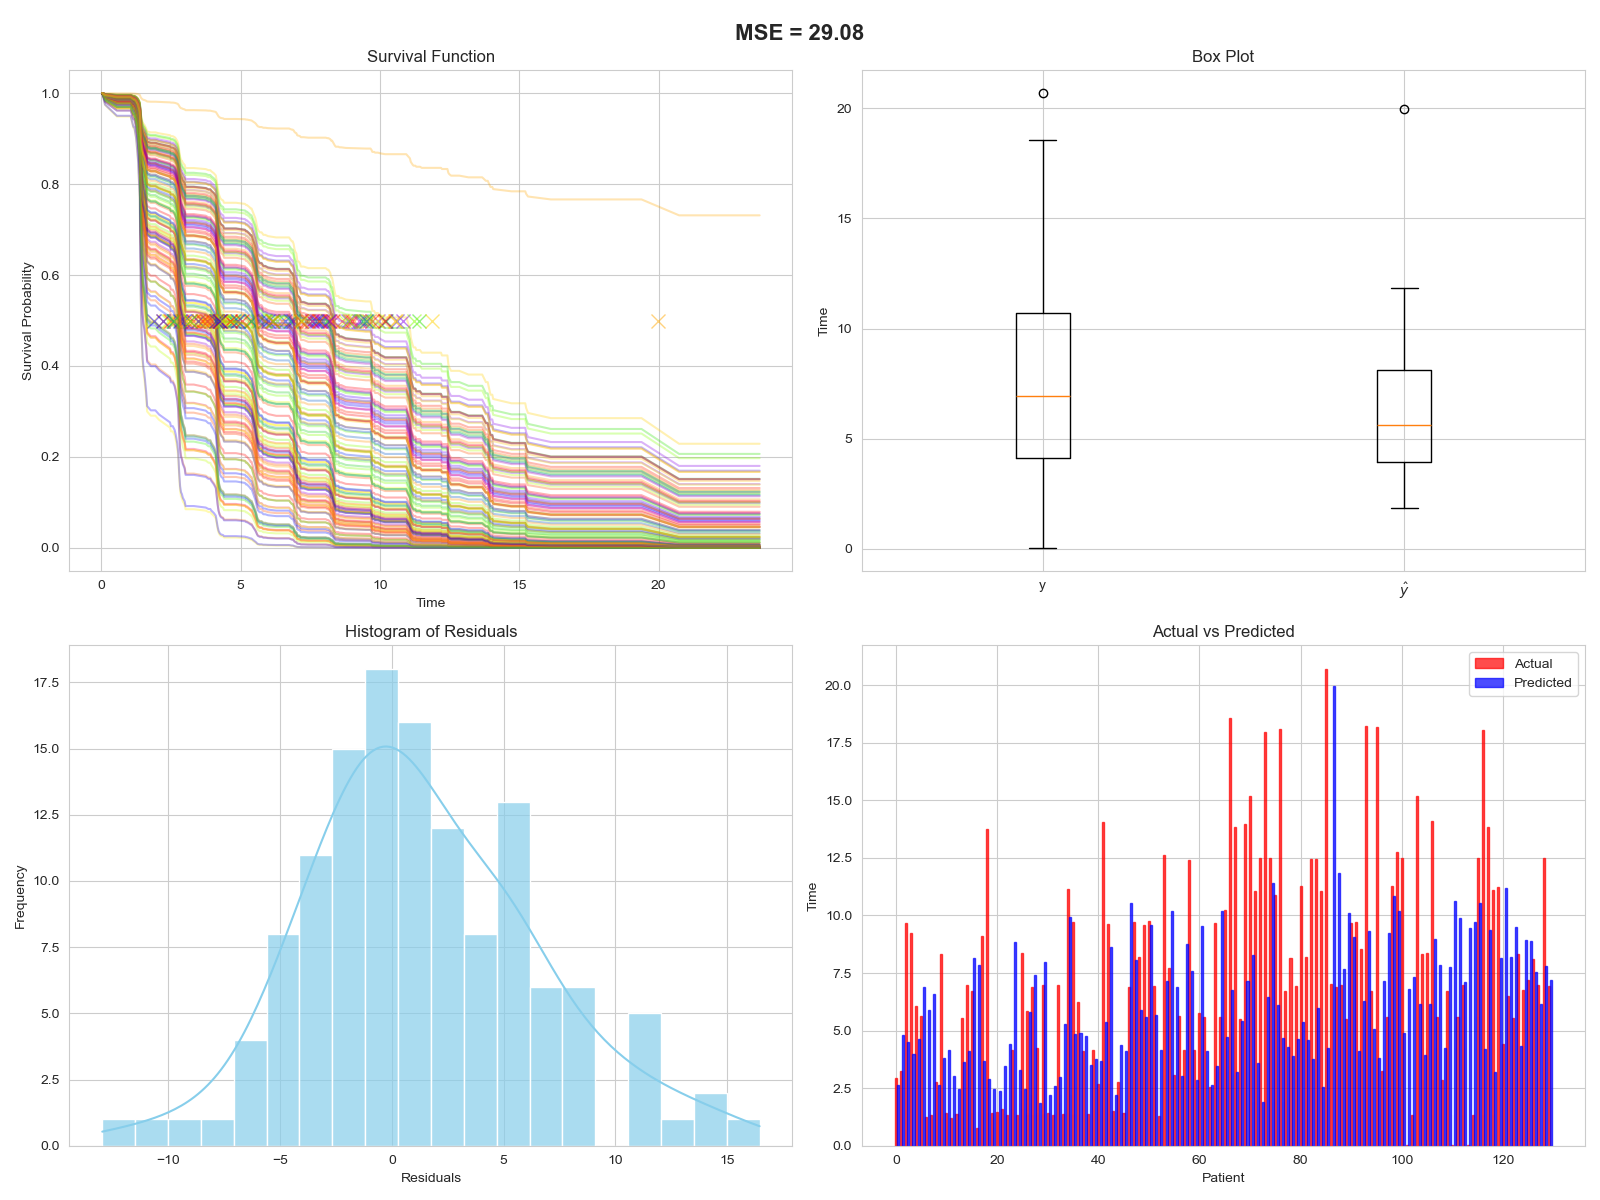 MSE = 29.08
Survival Function
1.0
0.8
0.6
0.4
0.2
0.0
Survival Probability
0 5 10 15 20
Time
Box Plot
20
15
10
5
0
Time
y ŷ
Histogram of Residuals
17.5
15.0
12.5
10.0
7.5
5.0
2.5
0.0
Frequency
−10 −5 0 5 10 15
Residuals
Actual vs Predicted
Actual
Predicted
20.0
17.5
15.0
12.5
10.0
7.5
5.0
2.5
0.0
Time
0 20 40 60 80 100 120
Patient